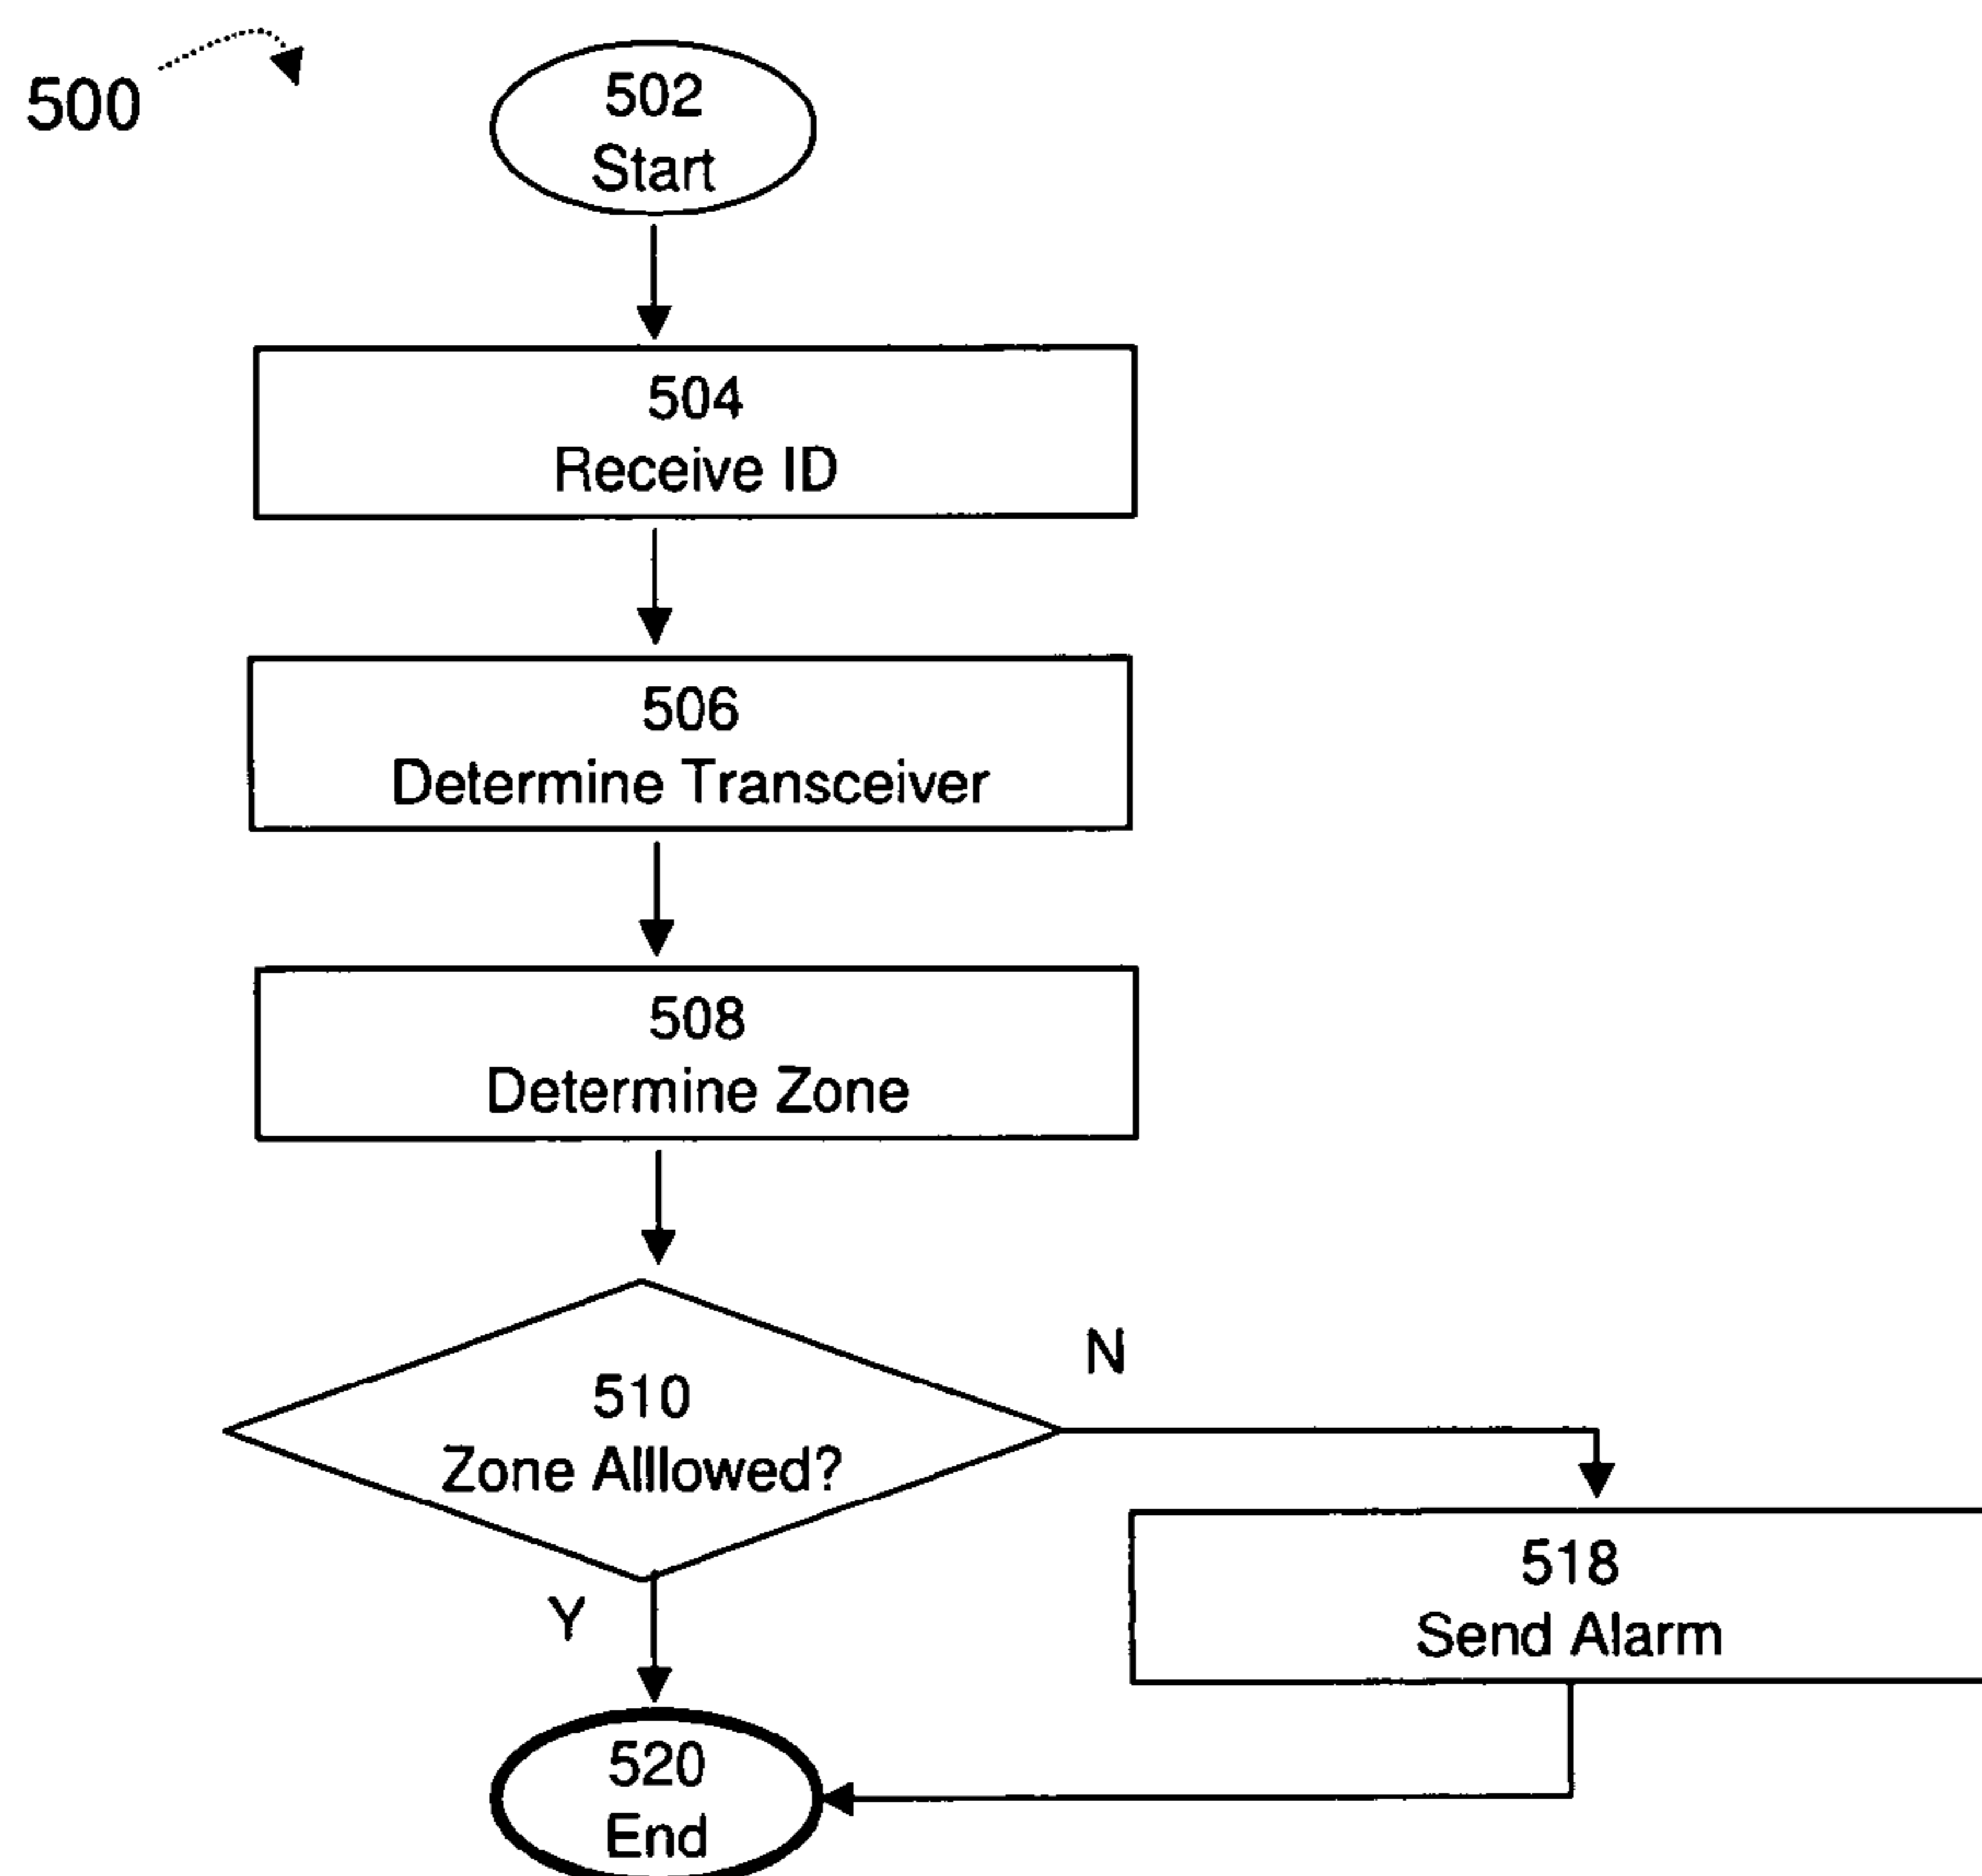 500
502
Start
504
Receive ID
506
Determine Transceiver
508
Determine Zone
510
Zone Alllowed?
N
Y
518
Send Alarm
520
End